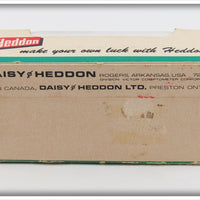 Heddon
make your own luck with Heddon
DAISY HEDDON ROGERS, ARKANSAS USA 72
DIVISION VICTOR COMPTOMETER CORPORATION
CANADA, DAISY HEDDON LTD. PRESTON ONT